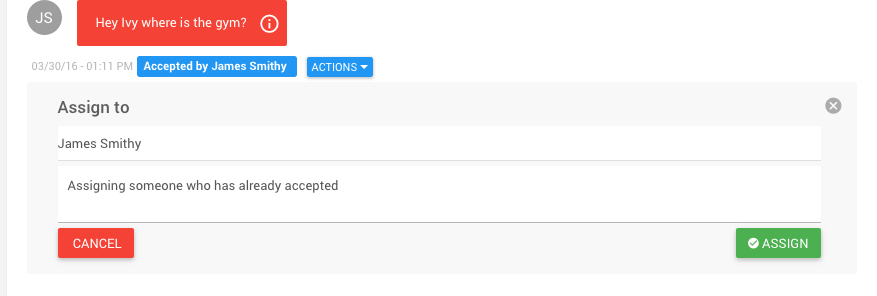 JS
Hey Ivy where is the gym?
03/30/16 - 01:11 PM Accepted by James Smithy ACTIONS
Assign to
James Smithy
Assigning someone who has already accepted
CANCEL ASSIGN